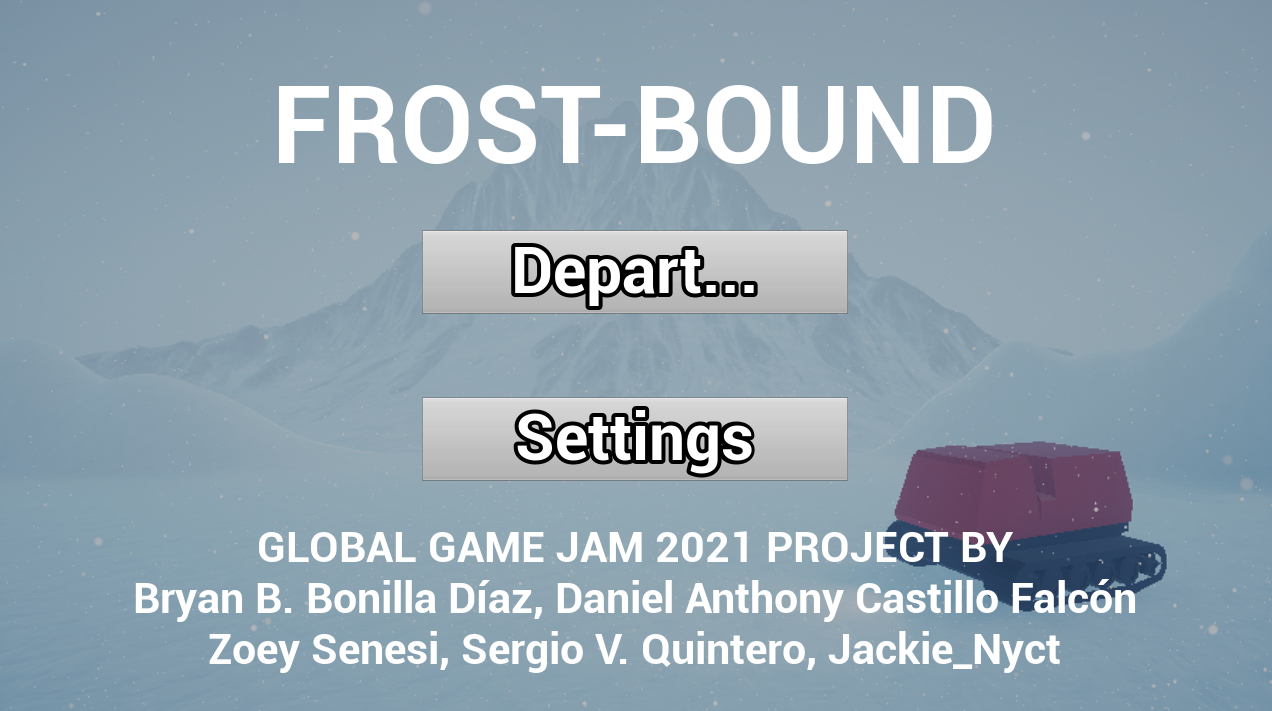 FROST-BOUND
Depart...
Settings
GLOBAL GAME JAM 2021 PROJECT BY
Bryan B. Bonilla Díaz, Daniel Anthony Castillo Falcón
Zoey Senesi, Sergio V. Quintero, Jackie_Nyct